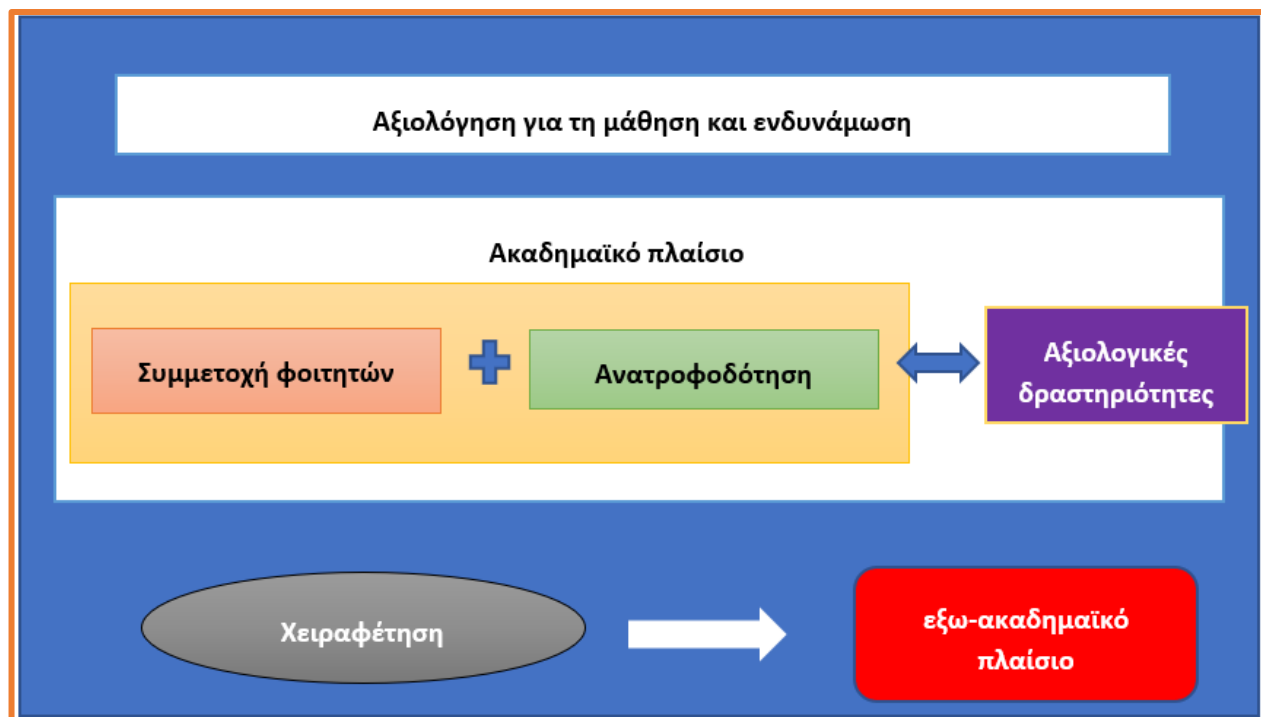 Αξιολόγηση για τη μάθηση και ενδυνάμωση
Ακαδημαϊκό πλαίσιο
Συμμετοχή φοιτητών
Ανατροφοδότηση
Αξιολογικές
δραστηριότητες
Χειραφέτηση
εξω-ακαδημαϊκό
πλαίσιο